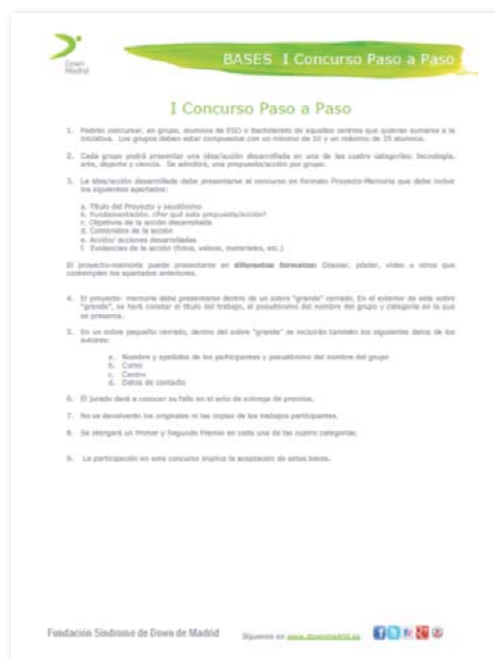 Down
Madrid
BASES I Concurso Paso a Paso
I Concurso Paso a Paso
1. Podrán concursar, en grupo, alumnos de ESO o Bachillerato de aquellos centros que quieran sumarse a la
iniciativa. Los grupos deben estar compuestos con un mínimo de 10 y un máximo de 35 alumnos.
2. Cada grupo podrá presentar una idea/acción desarrollada en una de las cuatro categorías: tecnología,
arte, deporte y ciencia. Se admitirá, una propuesta/acción por grupo.
3. La idea/acción desarrollada debe presentarse al concurso en formato Proyecto-Memoria que debe incluir
los siguientes apartados:
a. Título del Proyecto y seudónimo
b. Fundamentación. ¿Por qué esta propuesta/acción?
c. Objetivos de la acción desarrollada
d. Contenidos de la acción
e. Acción/ acciones desarrolladas
f. Evidencias de la acción (fotos, vídeos, materiales, etc.)
El proyecto-memoria puede presentarse en diferentes formatos: Dossier, póster, vídeo u otros que
contemplen los apartados anteriores.
4. El proyecto- memoria debe presentarse dentro de un sobre "grande" cerrado. En el exterior de este sobre
"grande", se hará constar el título del trabajo, el pseudónimo del nombre del grupo y categoría en la que
se presenta.
5. En un sobre pequeño cerrado, dentro del sobre "grande" se incluirán también los siguientes datos de los
autores:
a. Nombre y apellidos de los participantes y pseudónimo del nombre del grupo
b. Curso
c. Centro
d. Datos de contacto
6. El jurado dará a conocer su fallo en el acto de entrega de premios.
7. No se devolverán los originales ni las copias de los trabajos participantes.
8. Se otorgará un Primer y Segundo Premio en cada una de las cuatro categorías.
9. La participación en este concurso implica la aceptación de estas bases.
Fundación Síndrome de Down de Madrid Síguenos en www.downmadrid.es